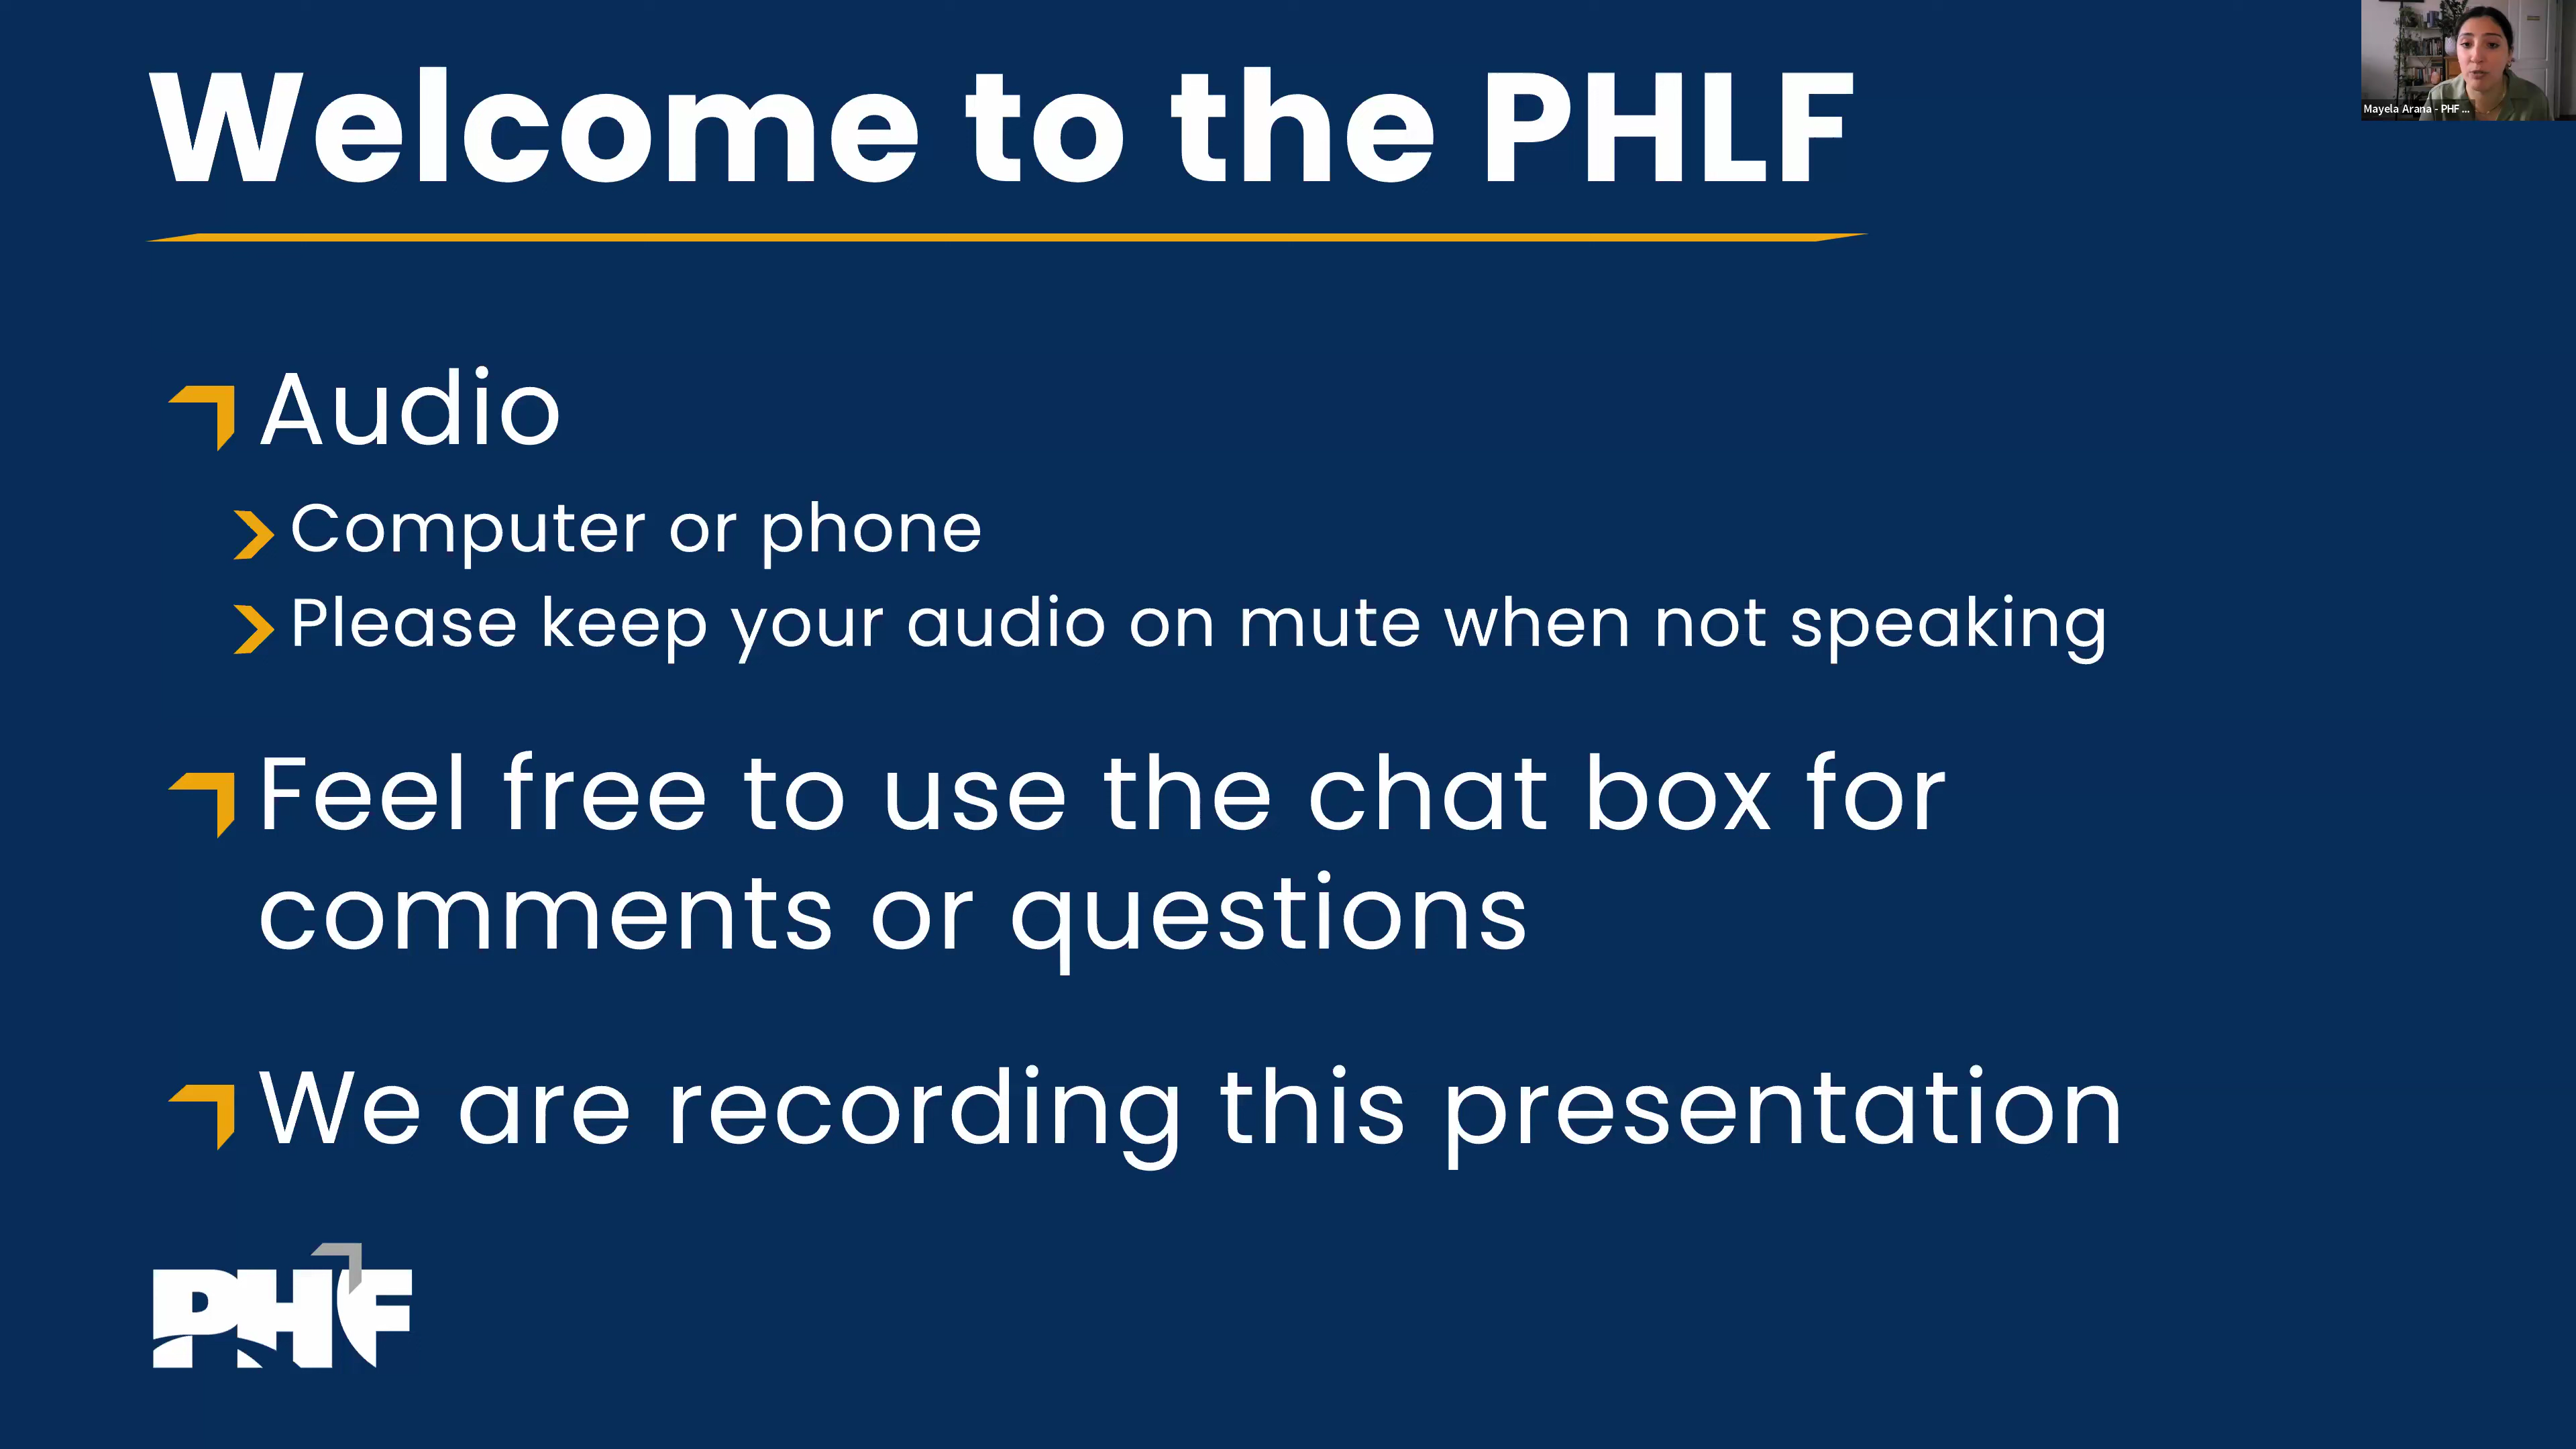 Welcome to the PHLF
Mayela Arana - PHF ...
Audio
Computer or phone
Please keep your audio on mute when not speaking
Feel free to use the chat box for
comments or questions
We are recording this presentation
PHF